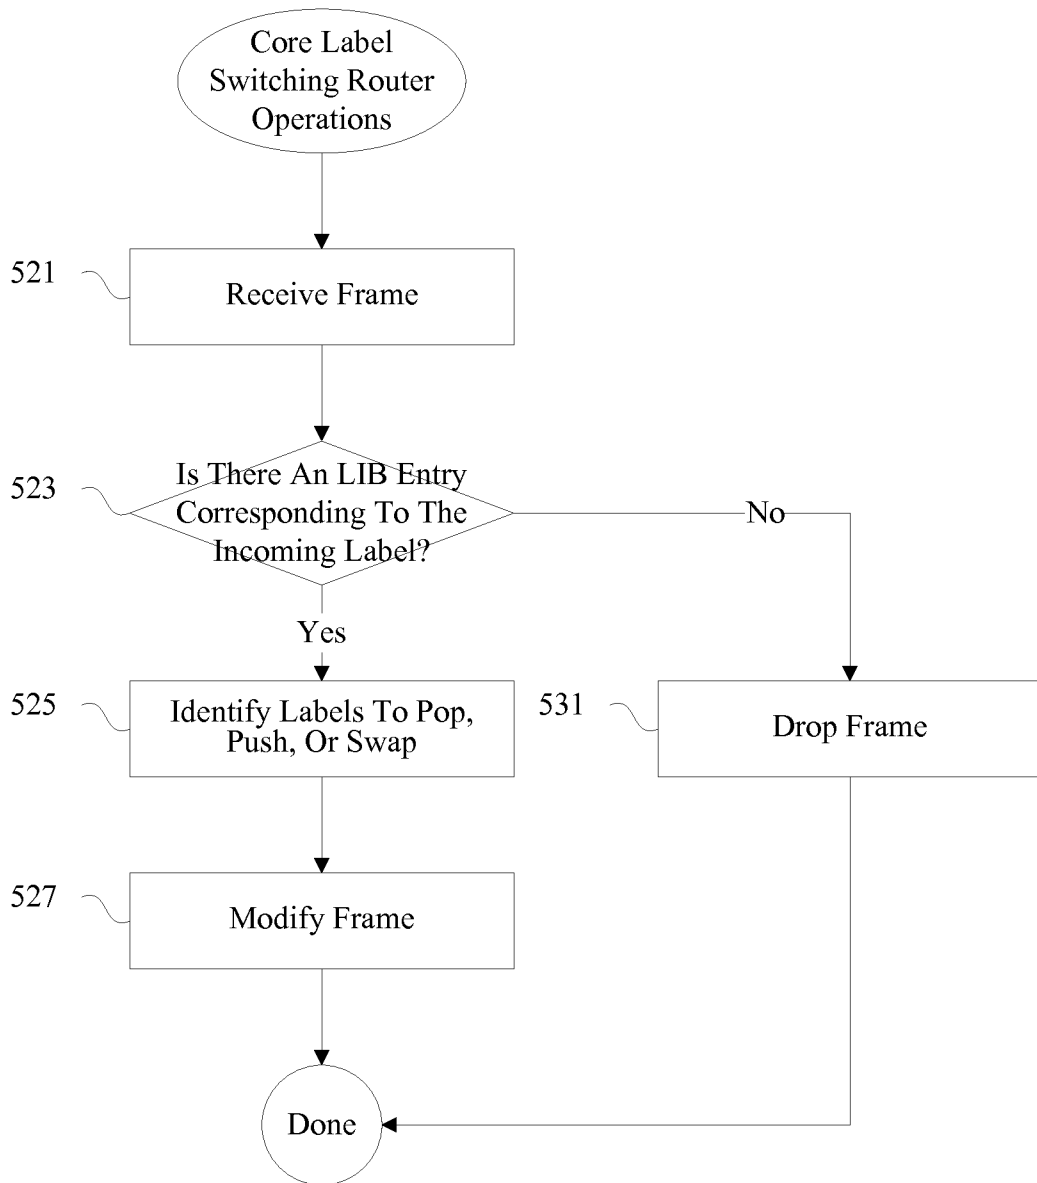 Core Label
Switching Router
Operations
521
Receive Frame
523
Is There An LIB Entry
Corresponding To The
Incoming Label?
No
Yes
525
Identify Labels To Pop,
Push, Or Swap
531
Drop Frame
527
Modify Frame
Done